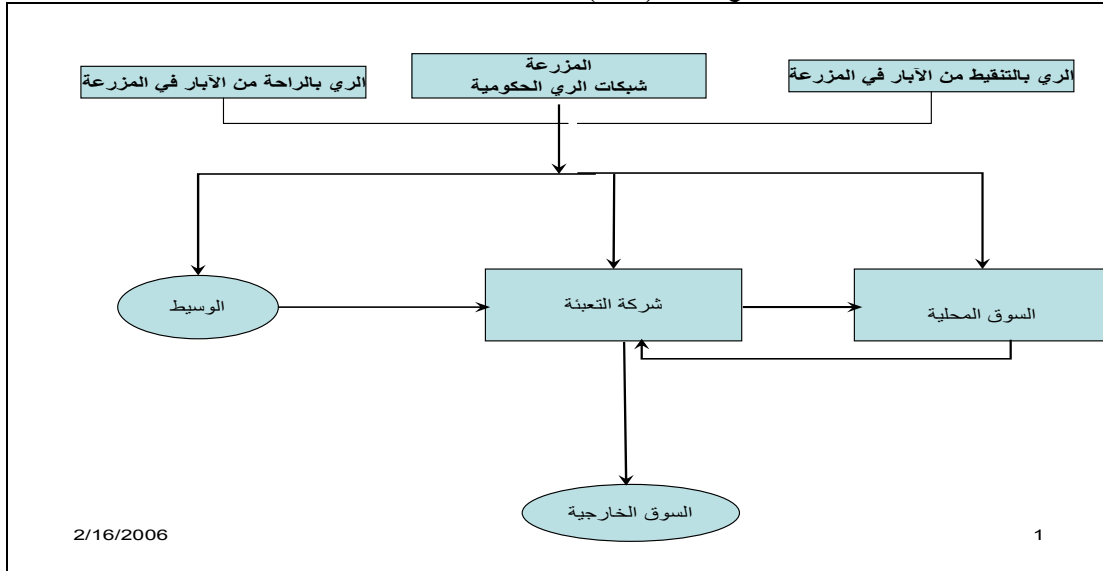 الري بالتنقيط من الآبار في المزرعة
المزرعة
شبكات الري الحكومية
الري بالراحة من الآبار في المزرعة
الوسيط
شركة التعبئة
السوق المحلية
السوق الخارجية
2/16/2006
1